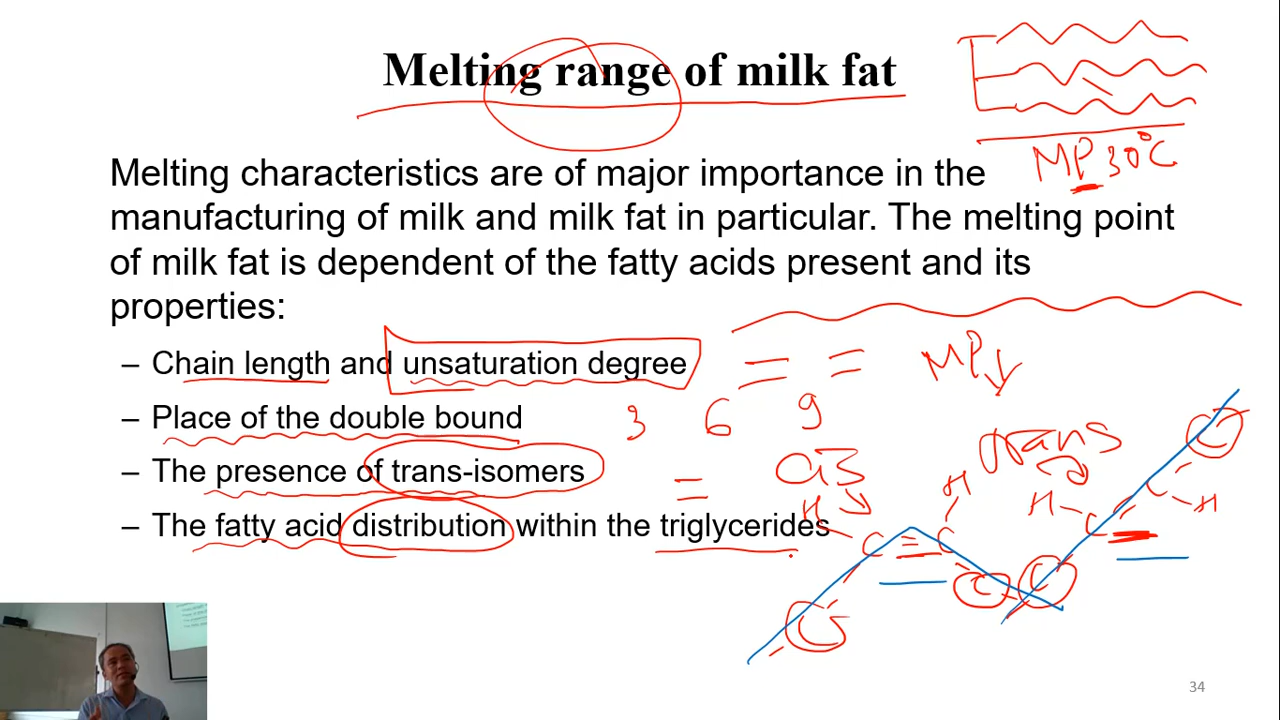 Melting range of milk fat
MP 30°C
Melting characteristics are of major importance in the
manufacturing of milk and milk fat in particular. The melting point
of milk fat is dependent of the fatty acids present and its
properties:
– Chain length and unsaturation degree
= = MP↓
– Place of the double bound
3 6 9
– The presence of trans-isomers
=
trans
– The fatty acid distribution within the triglycerides
H H H H
C = C C C
C C C C
34